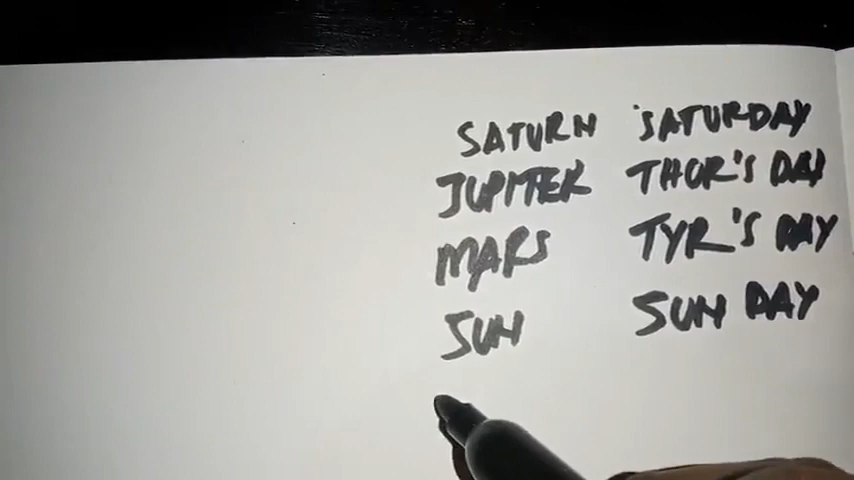 SATURN SATURDAY
JUPITER THOR'S DAY
MARS TYR'S DAY
SUN SUN DAY